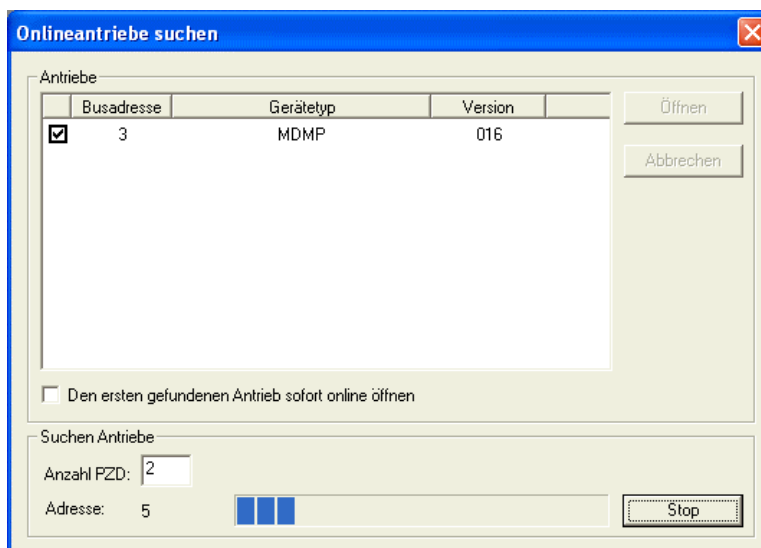 Onlineantriebe suchen
Antriebe
Busadresse Gerätetyp Version
3 MDMP 016
Öffnen
Abbrechen
Den ersten gefundenen Antrieb sofort online öffnen
Suchen Antriebe
Anzahl PZD: 2
Adresse: 5
Stop